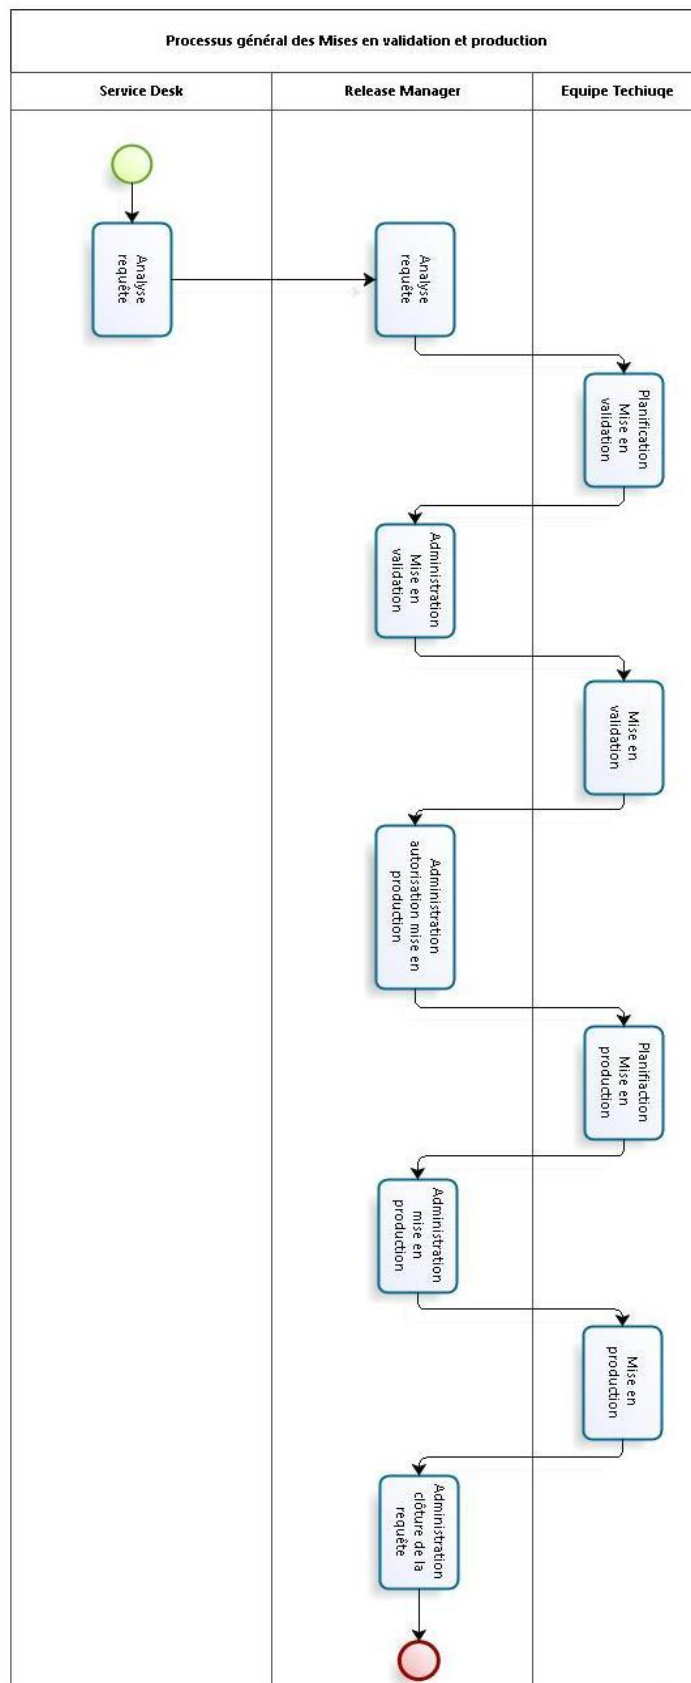 Processus général des Mises en validation et production
Service Desk
Release Manager
Equipe Techiuqe
Analyse
requête
Analyse
requête
Planification
Mise en
validation
Administration
Mise en
validation
Mise en
validation
Administration
autorisation mise en
production
Planifiaction
Mise en
production
Administration
mise en
production
Mise en
production
Administration
clôture de la
requête